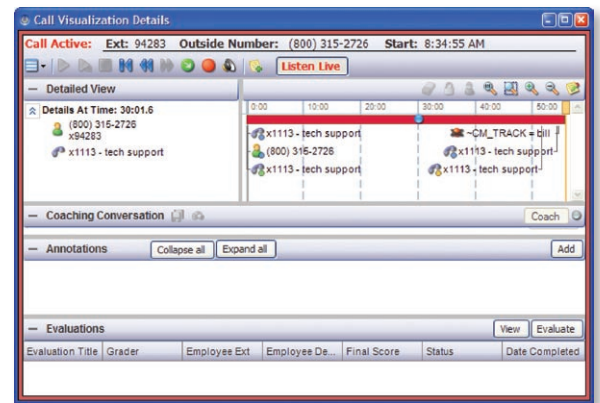 Call Visualization Details
Call Active: Ext: 94283 Outside Number: (800) 315-2726 Start: 8:34:55 AM
Listen Live
Detailed View
Details At Time: 30:01.6
(800) 315-2726
x94283
x1113 - tech support
0:00 10:00 20:00 30:00 40:00 50:00
x1113 - tech support ~CM_TRACK = bill
(800) 315-2726 x1113 - tech support
x1113 - tech support x1113 - tech support
Coaching Conversation Coach
Annotations Collapse all Expand all Add
Evaluations View Evaluate
Evaluation Title Grader Employee Ext Employee De... Final Score Status Date Completed